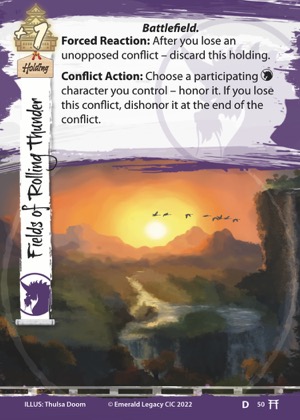 1
Battlefield.
Forced Reaction: After you lose an
unopposed conflict – discard this holding.
Holding
Conflict Action: Choose a participating
character you control – honor it. If you lose
this conflict, dishonor it at the end of the
conflict.
Fields of Rolling Thunder
ILLUS: Thulsa Doom © Emerald Legacy CIC 2022 D 50